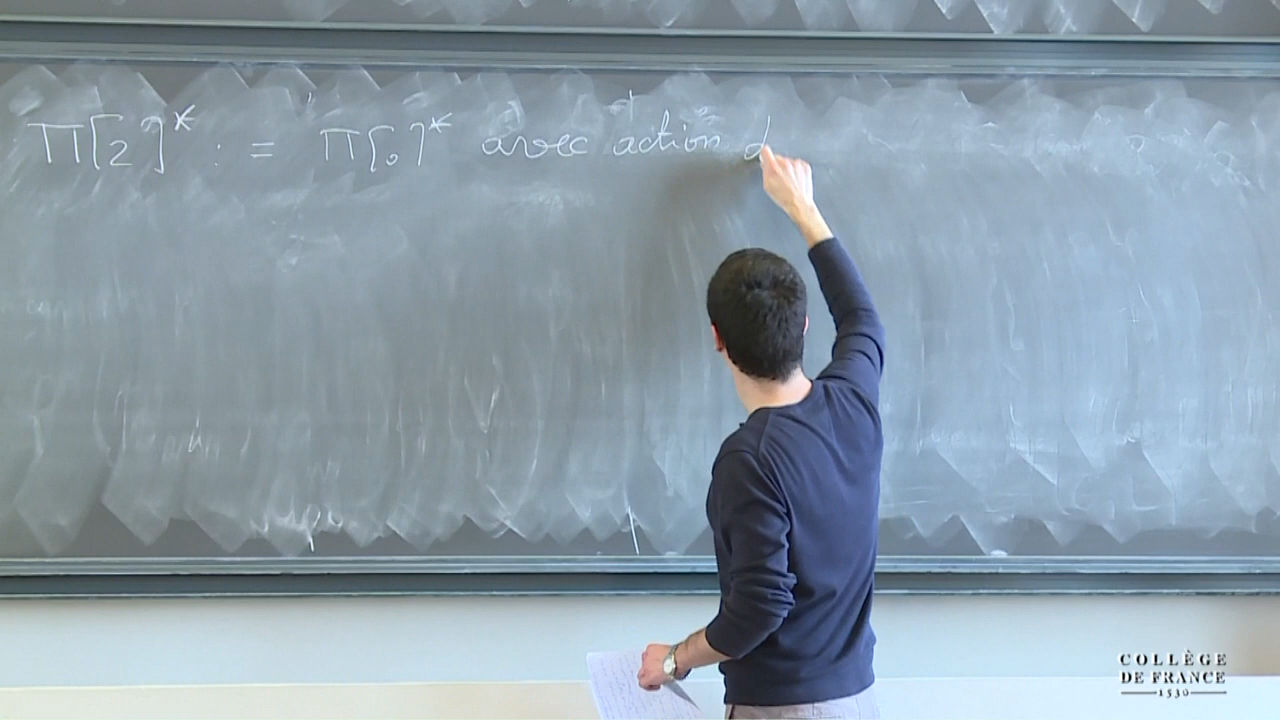 Π[2]* := Π[0]* avec action d
COLLÈGE
DE FRANCE
1530